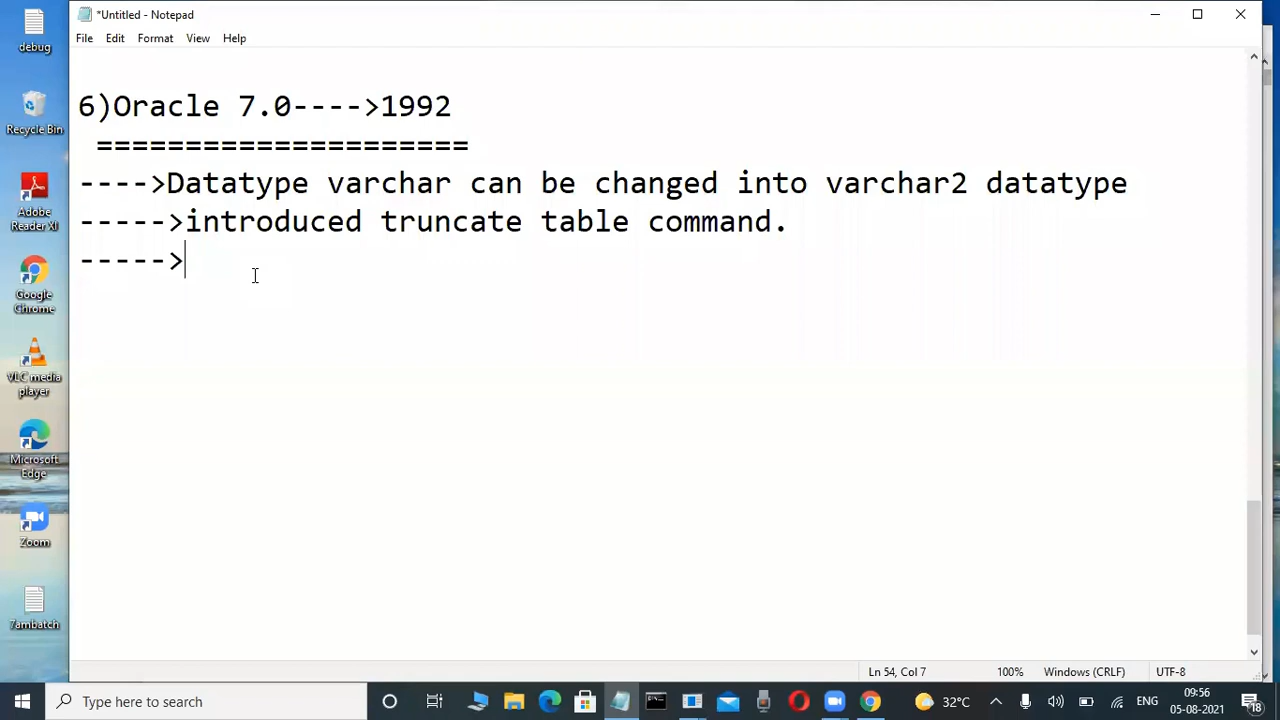 debug
Recycle Bin
Adobe
Reader XI
Google
Chrome
VLC media
player
Microsoft
Edge
Zoom
7ambatch
*Untitled - Notepad
File Edit Format View Help
6)Oracle 7.0---->1992
=====================
---->Datatype varchar can be changed into varchar2 datatype
----->introduced truncate table command.
----->
Ln 54, Col 7 100% Windows (CRLF) UTF-8
Type here to search
32°C ENG 09:56
05-08-2021
18